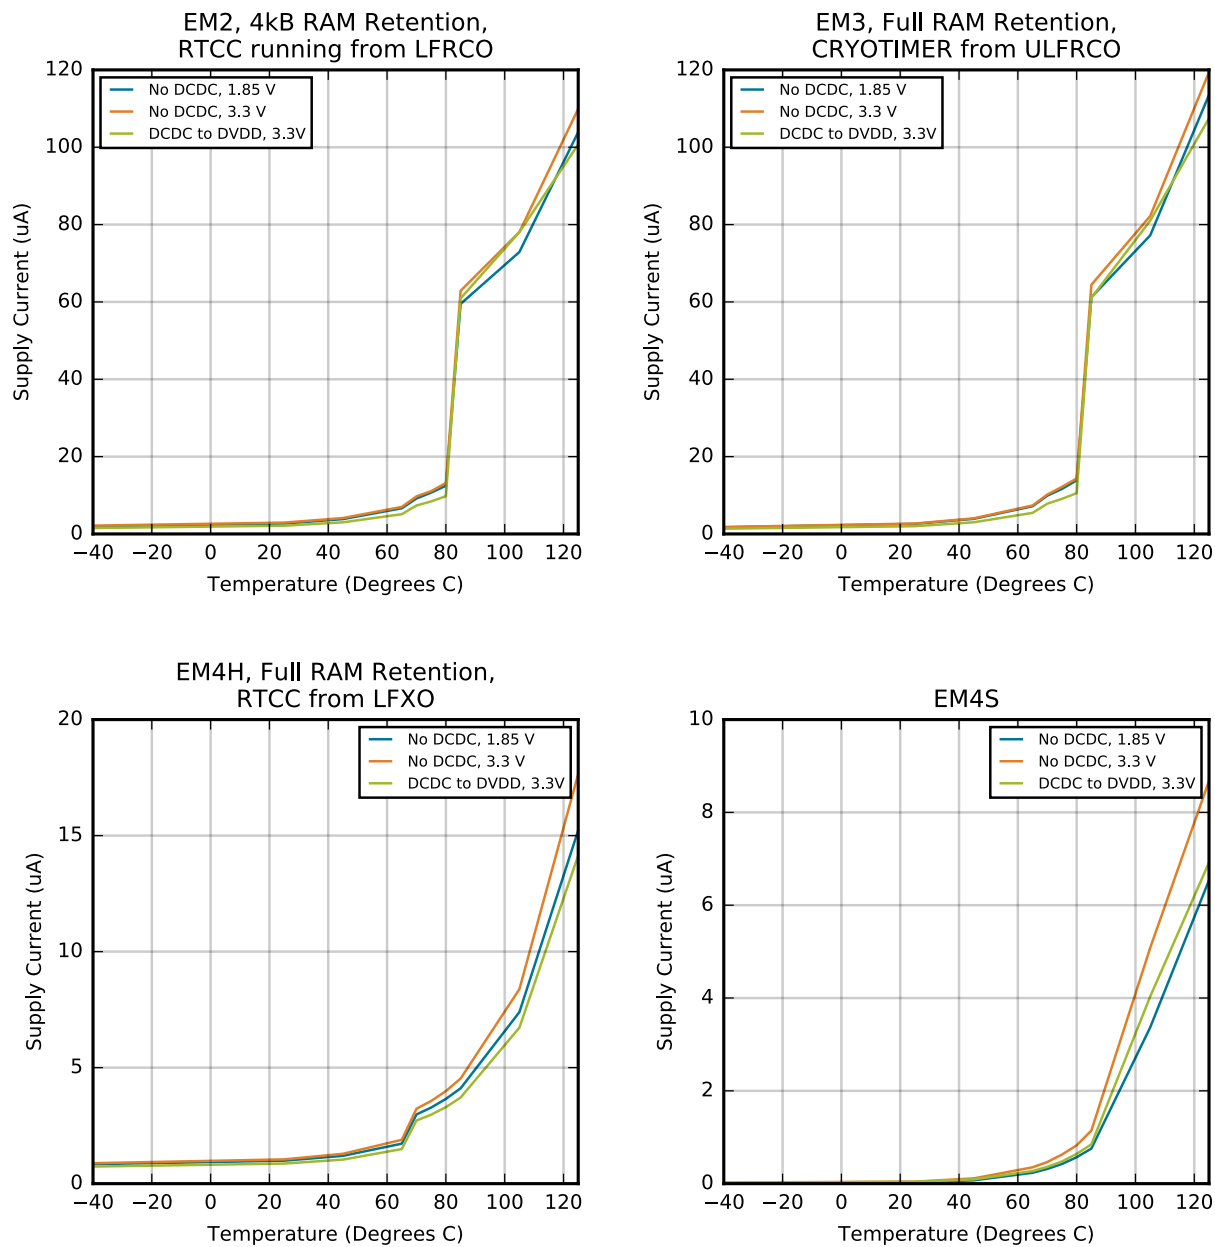 EM2, 4kB RAM Retention,
RTCC running from LFRCO
120
100
80
60
40
20
0
Supply Current (uA)
No DCDC, 1.85 V
No DCDC, 3.3 V
DCDC to DVDD, 3.3V
−40 −20 0 20 40 60 80 100 120
Temperature (Degrees C)
EM3, Full RAM Retention,
CRYOTIMER from ULFRCO
120
100
80
60
40
20
0
Supply Current (uA)
No DCDC, 1.85 V
No DCDC, 3.3 V
DCDC to DVDD, 3.3V
−40 −20 0 20 40 60 80 100 120
Temperature (Degrees C)
EM4H, Full RAM Retention,
RTCC from LFXO
20
15
10
5
0
Supply Current (uA)
No DCDC, 1.85 V
No DCDC, 3.3 V
DCDC to DVDD, 3.3V
−40 −20 0 20 40 60 80 100 120
Temperature (Degrees C)
EM4S
10
8
6
4
2
0
Supply Current (uA)
No DCDC, 1.85 V
No DCDC, 3.3 V
DCDC to DVDD, 3.3V
−40 −20 0 20 40 60 80 100 120
Temperature (Degrees C)